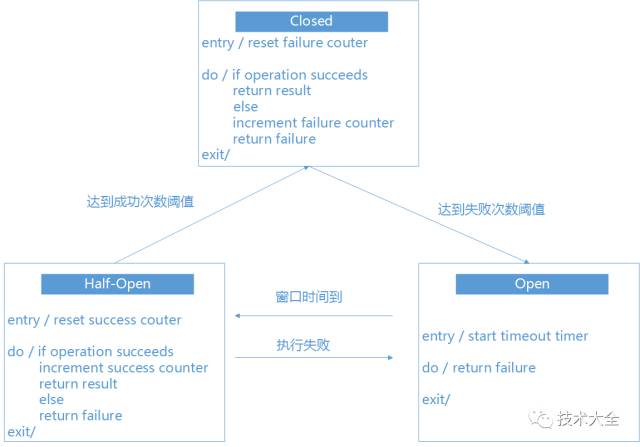 Closed
entry / reset failure couter
do / if operation succeeds
return result
else
increment failure counter
return failure
exit/
达到成功次数阈值
达到失败次数阈值
Half-Open
entry / reset success couter
do / if operation succeeds
increment success counter
return result
else
return failure
exit/
窗口时间到
执行失败
Open
entry / start timeout timer
do / return failure
exit/
技术大全